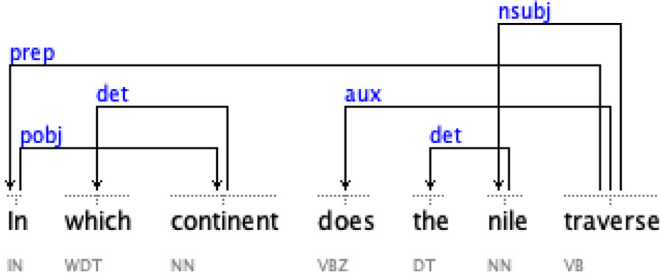 nsubj
prep
det aux
pobj det
In which continent does the nile traverse
IN WDT NN VBZ DT NN VB